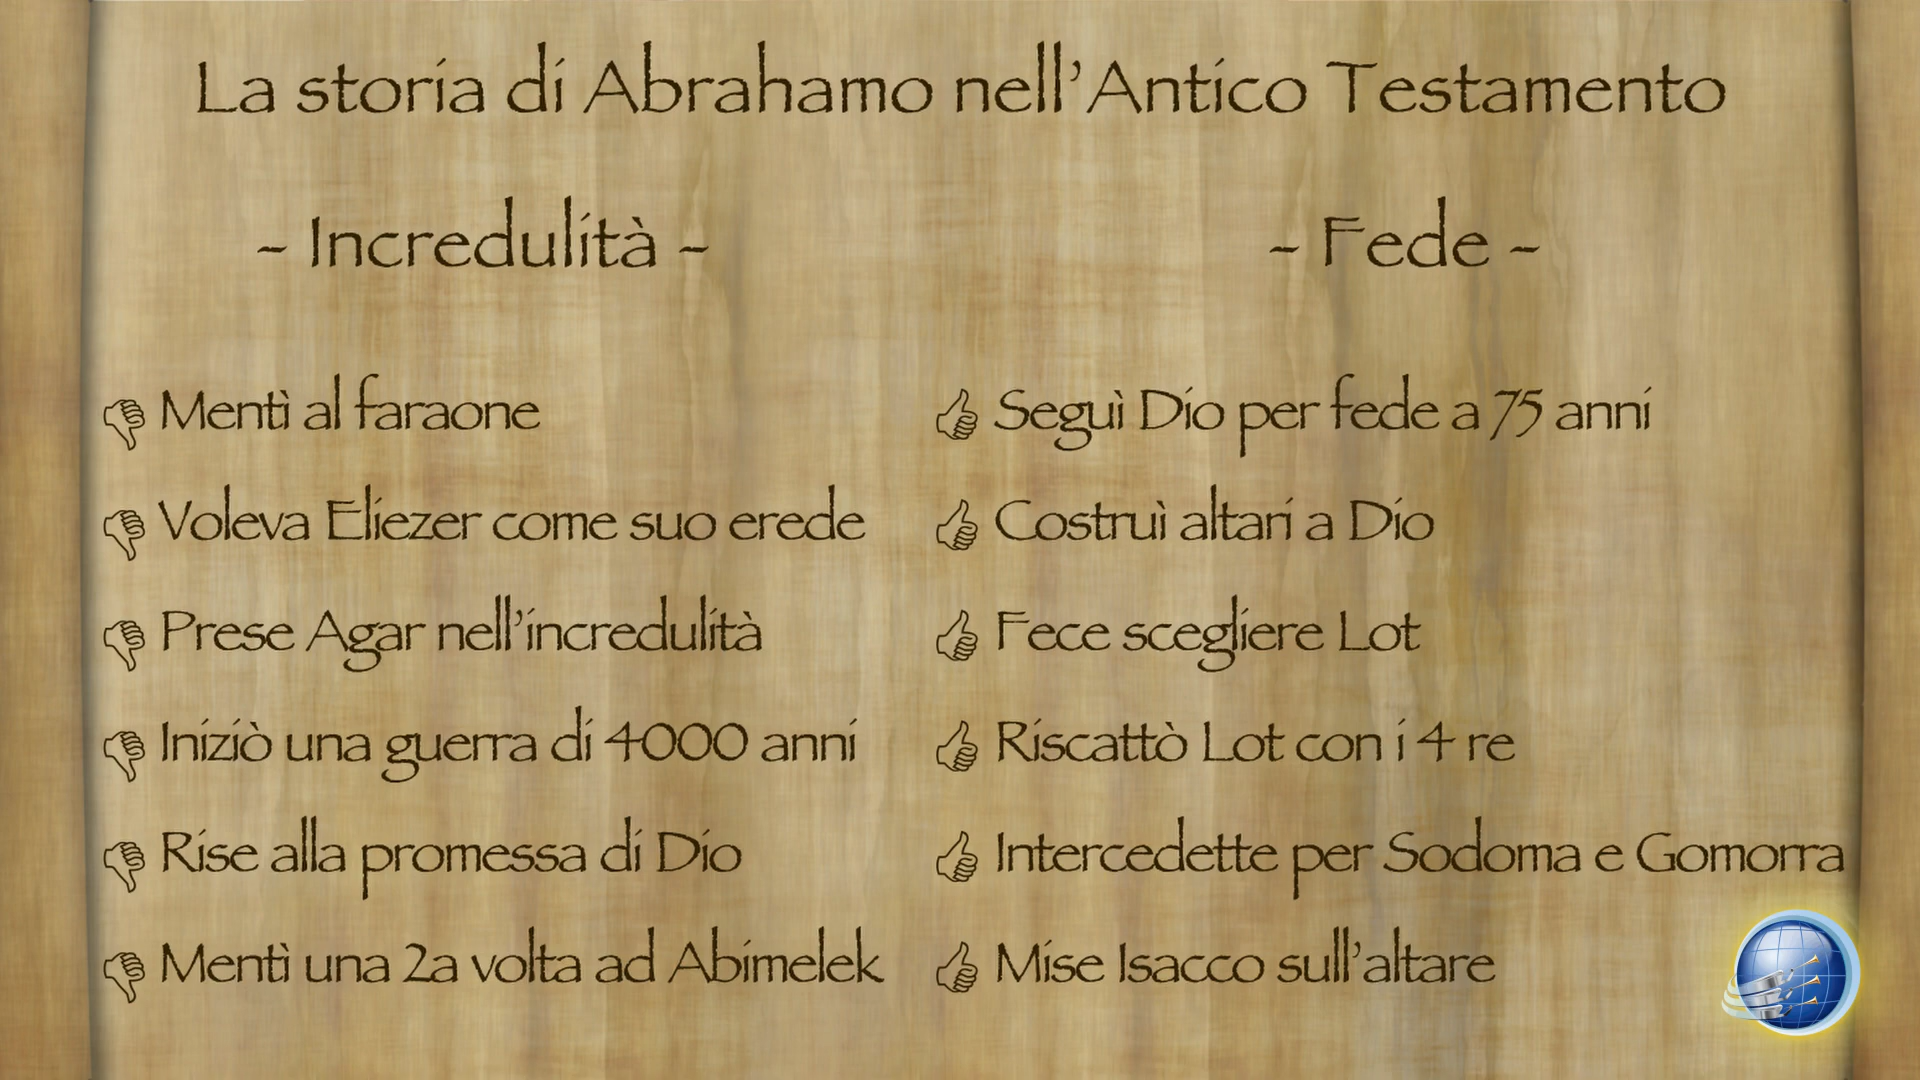 La storia di Abrahamo nell'Antico Testamento
- Incredulità -
Mentì al faraone
Voleva Eliezer come suo erede
Prese Agar nell'incredulità
Iniziò una guerra di 4000 anni
Rise alla promessa di Dio
Mentì una 2a volta ad Abimelek
- Fede -
Seguì Dio per fede a 75 anni
Costruì altari a Dio
Fece scegliere Lot
Riscattò Lot con i 4 re
Intercedette per Sodoma e Gomorra
Mise Isacco sull'altare